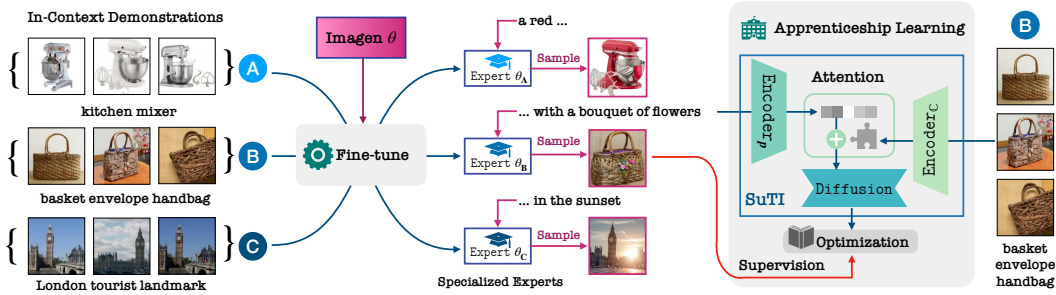 In-Context Demonstrations
A
kitchen mixer
B
basket envelope handbag
C
London tourist landmark
Imagen θ
Fine-tune
a red ...
Expert θA
Sample
... with a bouquet of flowers
Expert θB
Sample
... in the sunset
Expert θC
Sample
Specialized Experts
Apprenticeship Learning
Encoderp
Attention
EncoderC
Diffusion
SuTI
Optimization
Supervision
B
basket
envelope
handbag